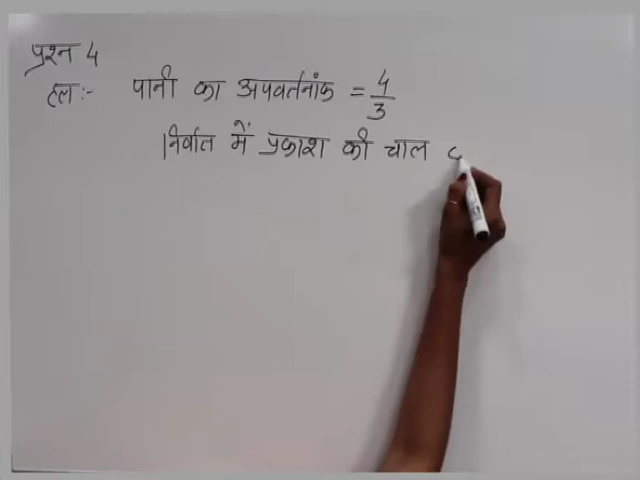 प्रश्न 4
हल:- पानी का अपवर्तनांक = 4/3
निर्वात में प्रकाश की चाल c